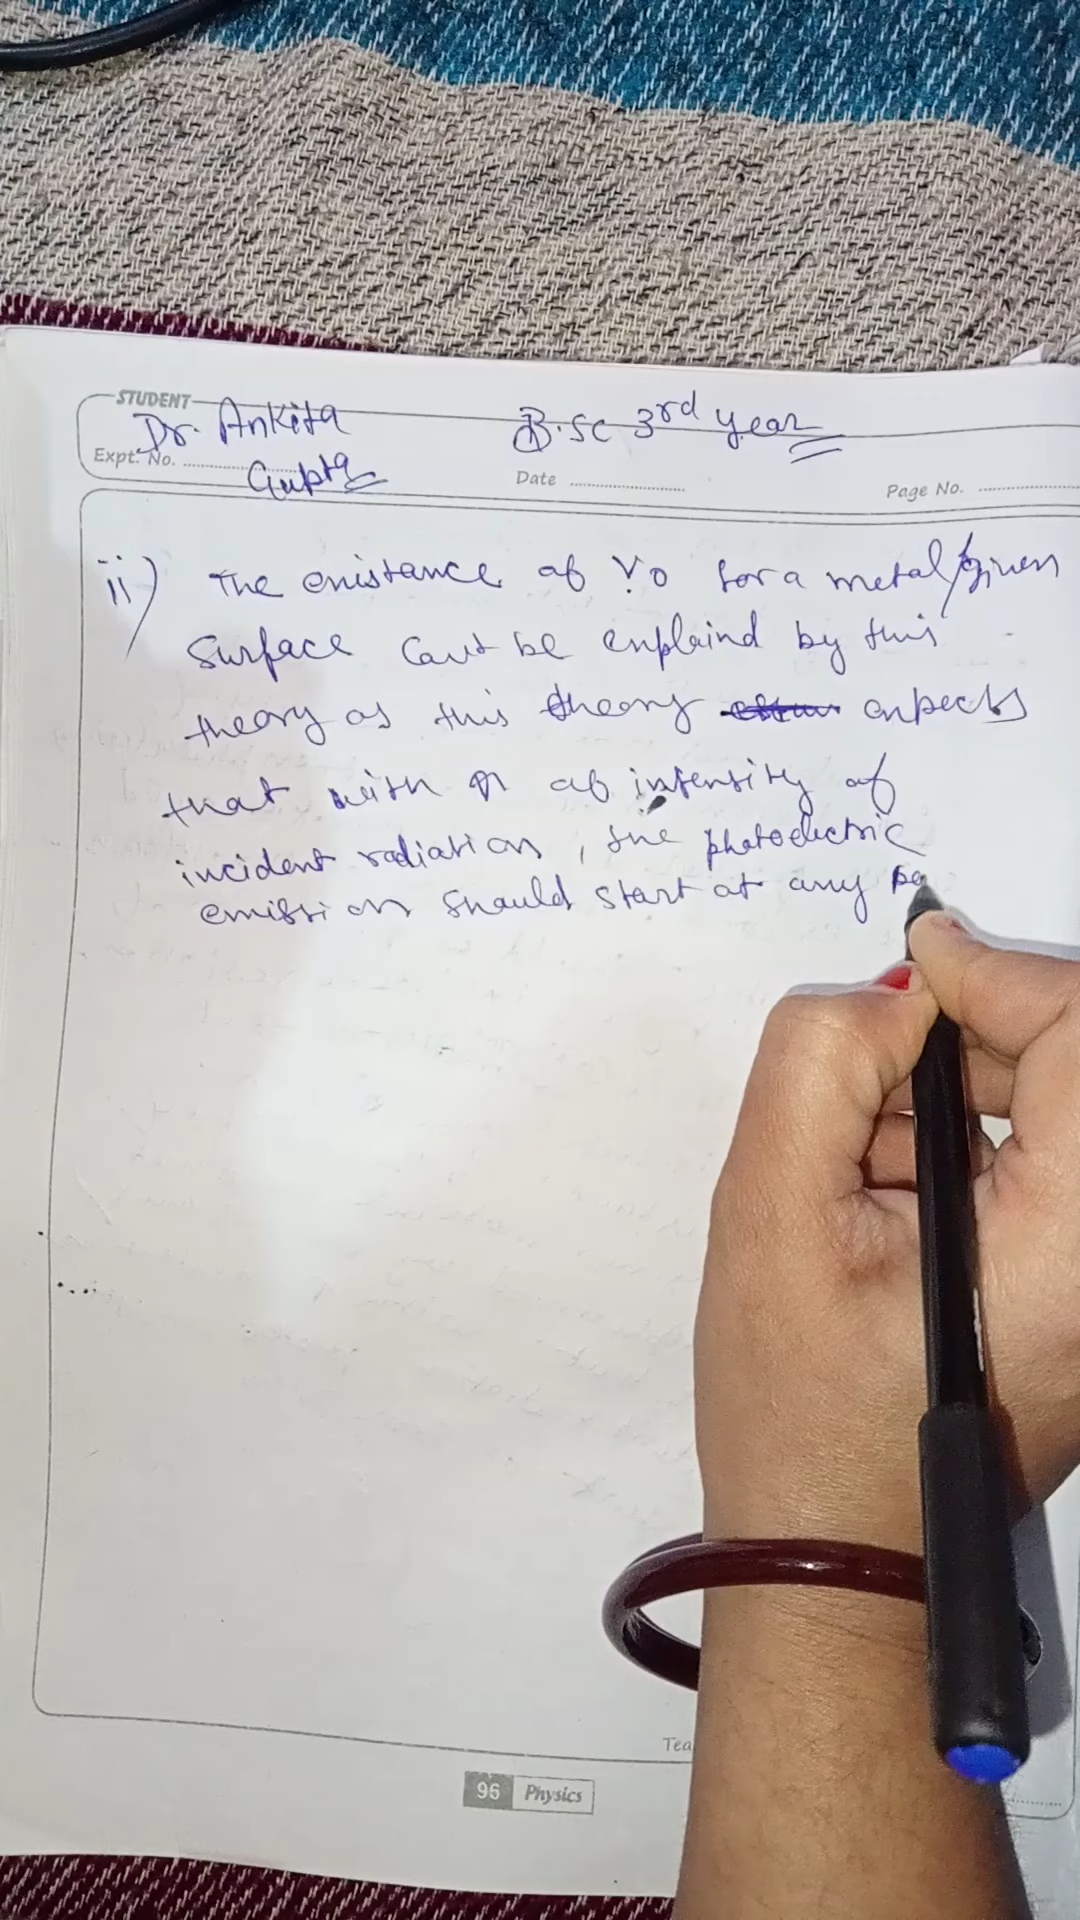 STUDENT
Dr. Ankita
B.sc 3rd year
Expt. No.
Gupta
Date
Page No.
ii) The existance of ν0 for a metal/given
surface cant be explaind by this
theory as this theory expects
that with ↑ of intensity of
incident radiation, the photoelectric
emission should start at any
Tea
96 Physics